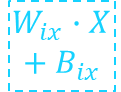 W_{ix} · X
+ B_{ix}